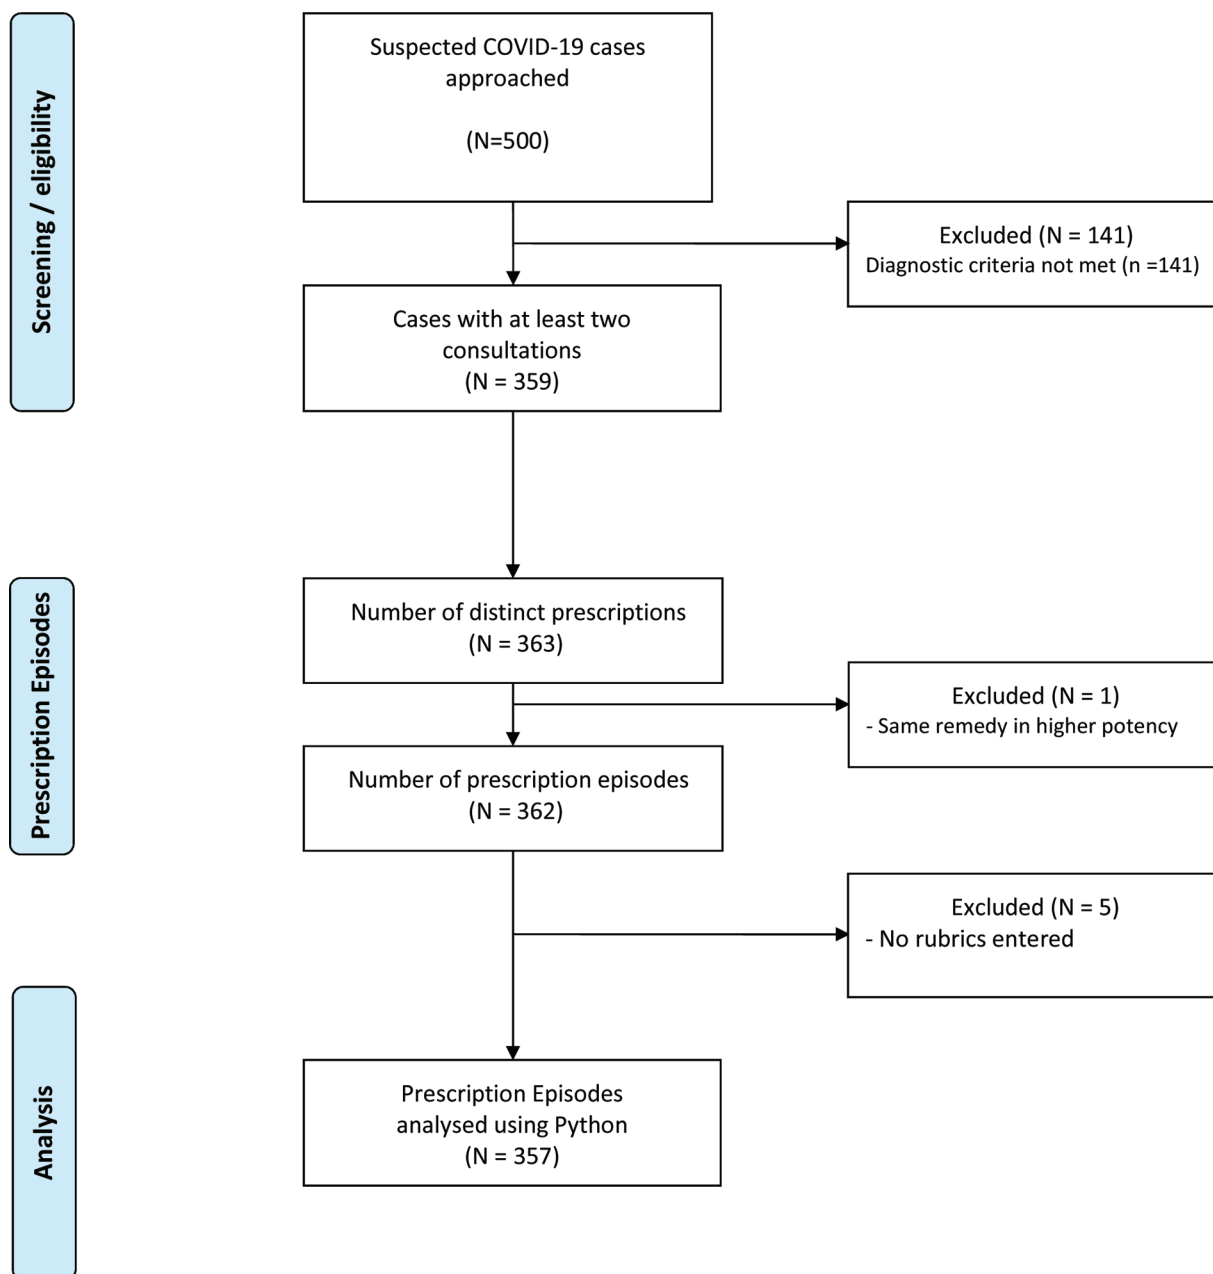 Screening / eligibility
Suspected COVID-19 cases
approached
(N=500)
Excluded (N = 141)
Diagnostic criteria not met (n =141)
Cases with at least two
consultations
(N = 359)
Prescription Episodes
Number of distinct prescriptions
(N = 363)
Excluded (N = 1)
- Same remedy in higher potency
Number of prescription episodes
(N = 362)
Excluded (N = 5)
- No rubrics entered
Analysis
Prescription Episodes
analysed using Python
(N = 357)